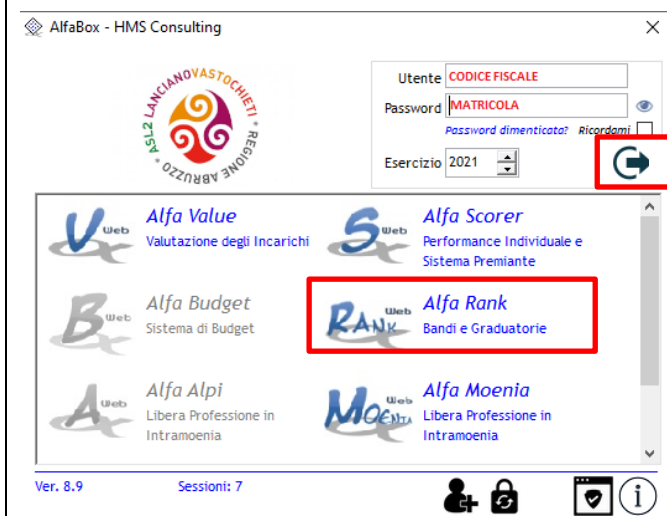 AlfaBox - HMS Consulting
ASL2 LANCIANOVASTOCHIETI • REGIONE ABRUZZO •
Utente CODICE FISCALE
Password MATRICOLA
Password dimenticata? Ricordami
Esercizio 2021
V Web
Alfa Value
Valutazione degli Incarichi
S Web
Alfa Scorer
Performance Individuale e
Sistema Premiante
B Web
Alfa Budget
Sistema di Budget
RANK Web
Alfa Rank
Bandi e Graduatorie
A Web
Alfa Alpi
Libera Professione in
Intramoenia
MOENIA Web
Alfa Moenia
Libera Professione in
Intramoenia
Ver. 8.9
Sessioni: 7
i